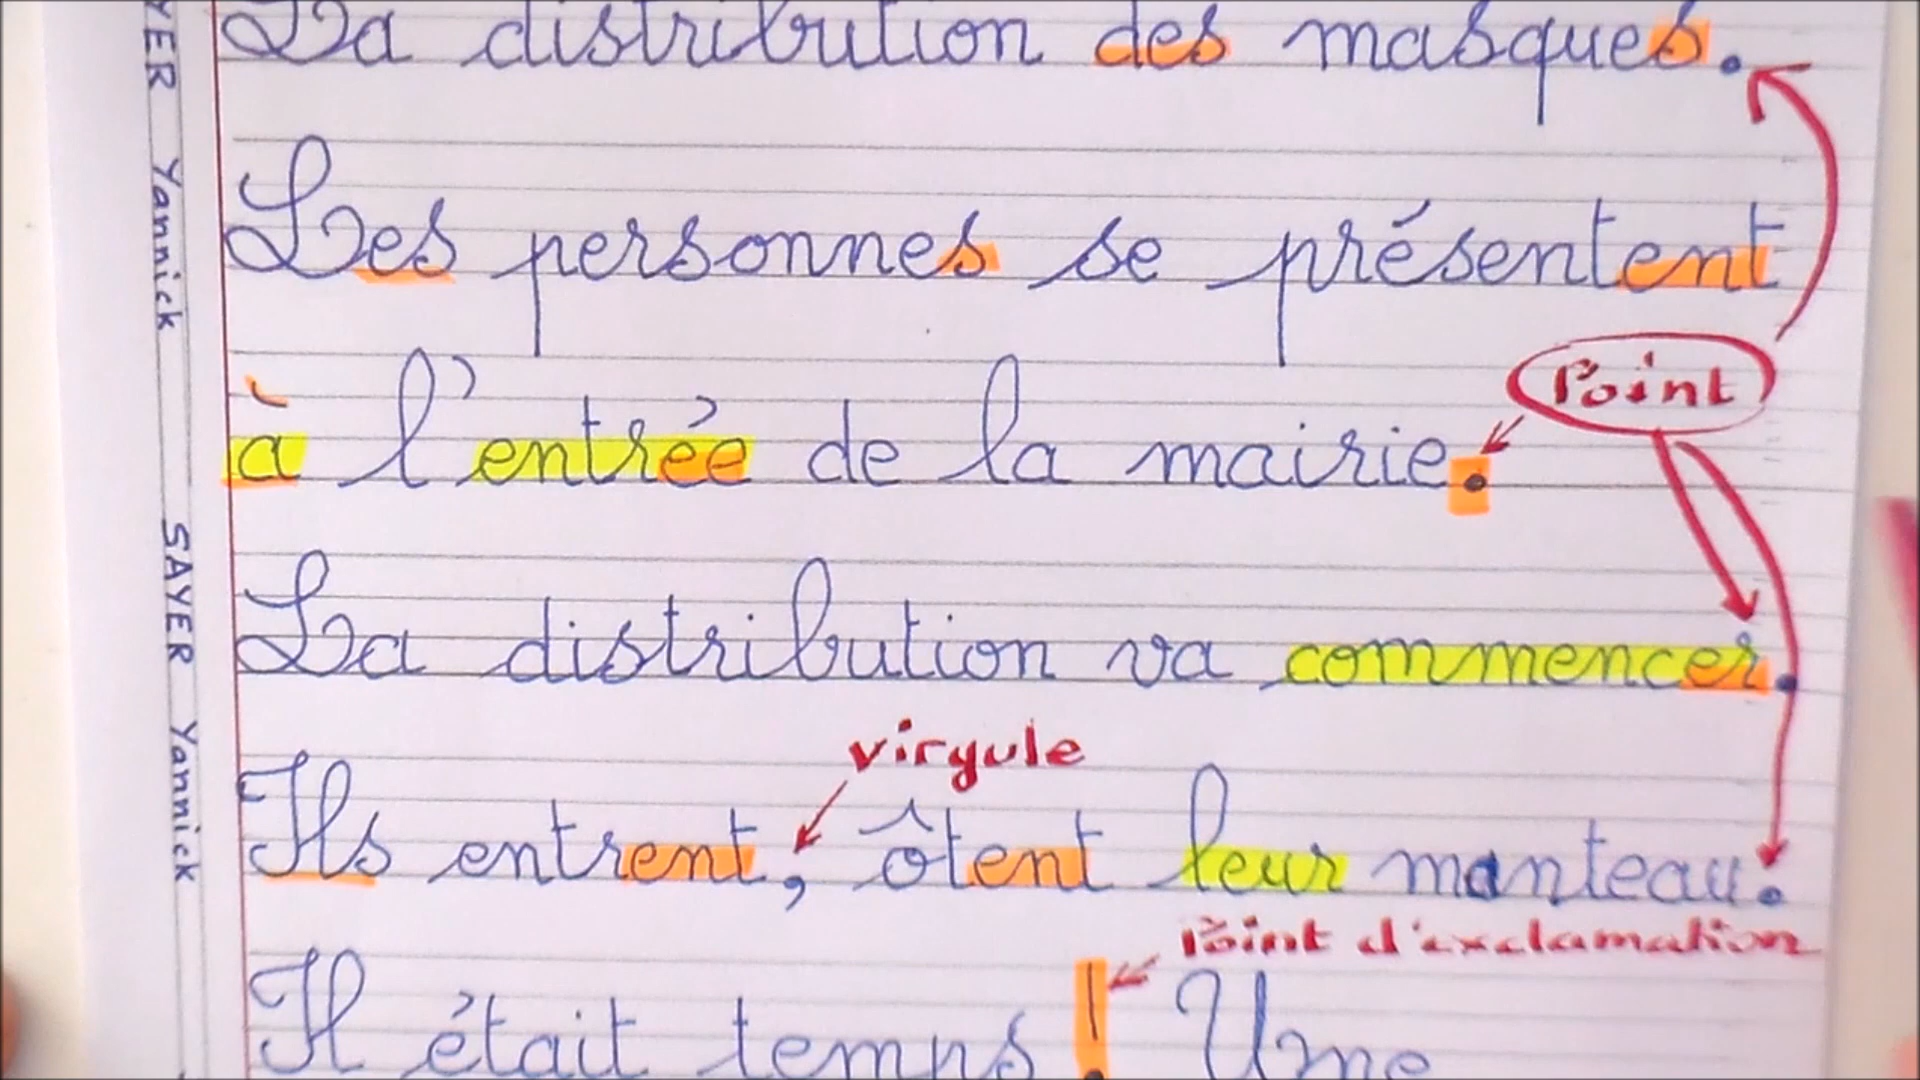 La distribution des masques.
Les personnes se présentent
Point
à l'entrée de la mairie.
La distribution va commencer.
virgule
Ils entrent, ôtent leur manteau.
Point d'exclamation
Il était temps ! Une
YER Yannick SAYER Yannick